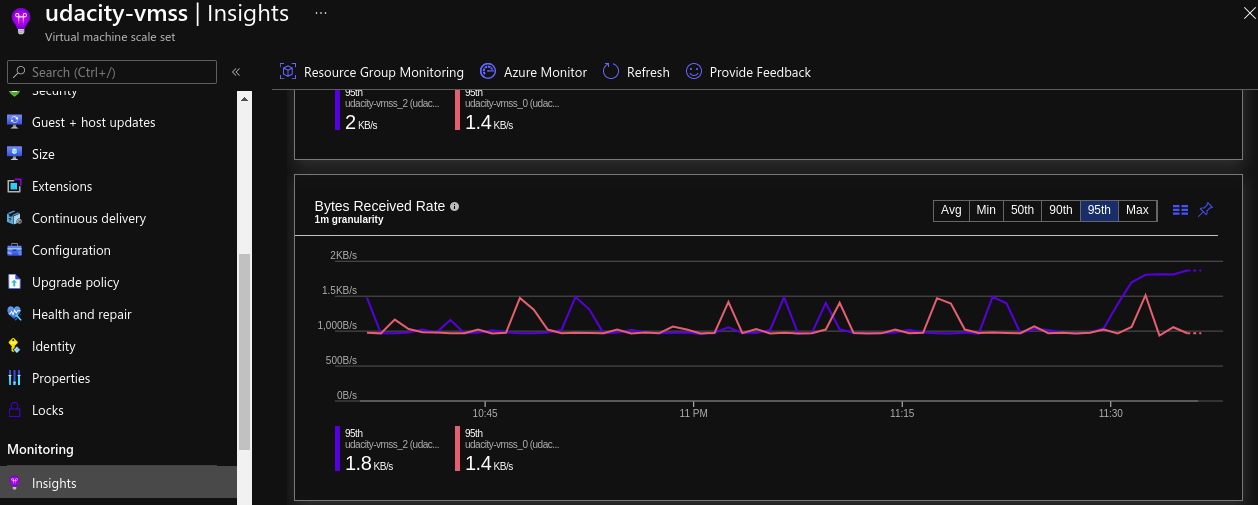 udacity-vmss | Insights ...
Virtual machine scale set
Search (Ctrl+/) «
Resource Group Monitoring Azure Monitor Refresh Provide Feedback
Security
Guest + host updates
Size
Extensions
Continuous delivery
Configuration
Upgrade policy
Health and repair
Identity
Properties
Locks
Monitoring
Insights
95th 95th
udacity-vmss_2 (udac... udacity-vmss_0 (udac...
2 KB/s 1.4 KB/s
Bytes Received Rate
1m granularity
Avg Min 50th 90th 95th Max
2KB/s
1.5KB/s
1,000B/s
500B/s
0B/s
10:45 11 PM 11:15 11:30
95th 95th
udacity-vmss_2 (udac... udacity-vmss_0 (udac...
1.8 KB/s 1.4 KB/s